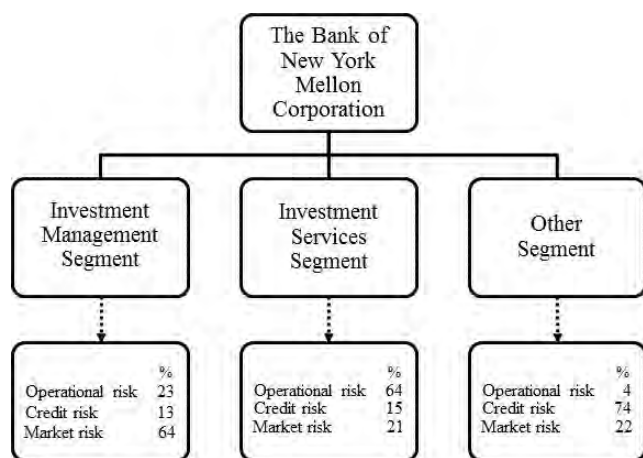 The Bank of
New York
Mellon
Corporation
Investment
Management
Segment
Investment
Services
Segment
Other
Segment
%
Operational risk 23
Credit risk 13
Market risk 64
%
Operational risk 64
Credit risk 15
Market risk 21
%
Operational risk 4
Credit risk 74
Market risk 22